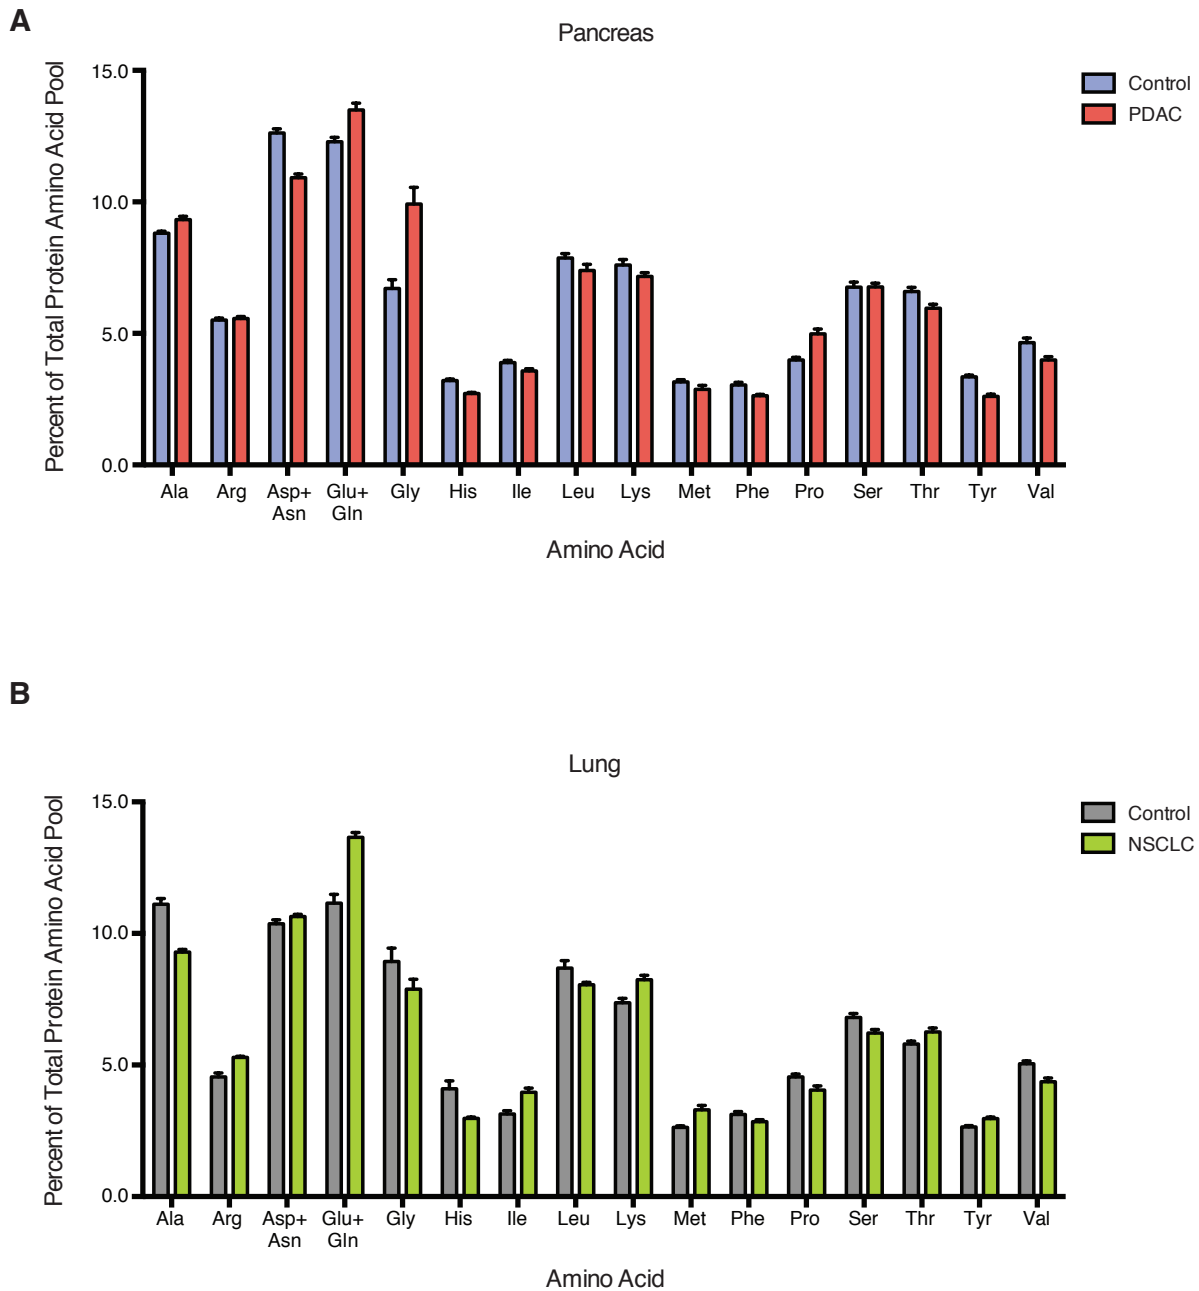 A
Pancreas
Percent of Total Protein Amino Acid Pool
15.0
10.0
5.0
0.0
Control
PDAC
Ala Arg Asp+ Glu+ Gly His Ile Leu Lys Met Phe Pro Ser Thr Tyr Val
Asn Gln
Amino Acid
B
Lung
Percent of Total Protein Amino Acid Pool
15.0
10.0
5.0
0.0
Control
NSCLC
Ala Arg Asp+ Glu+ Gly His Ile Leu Lys Met Phe Pro Ser Thr Tyr Val
Asn Gln
Amino Acid